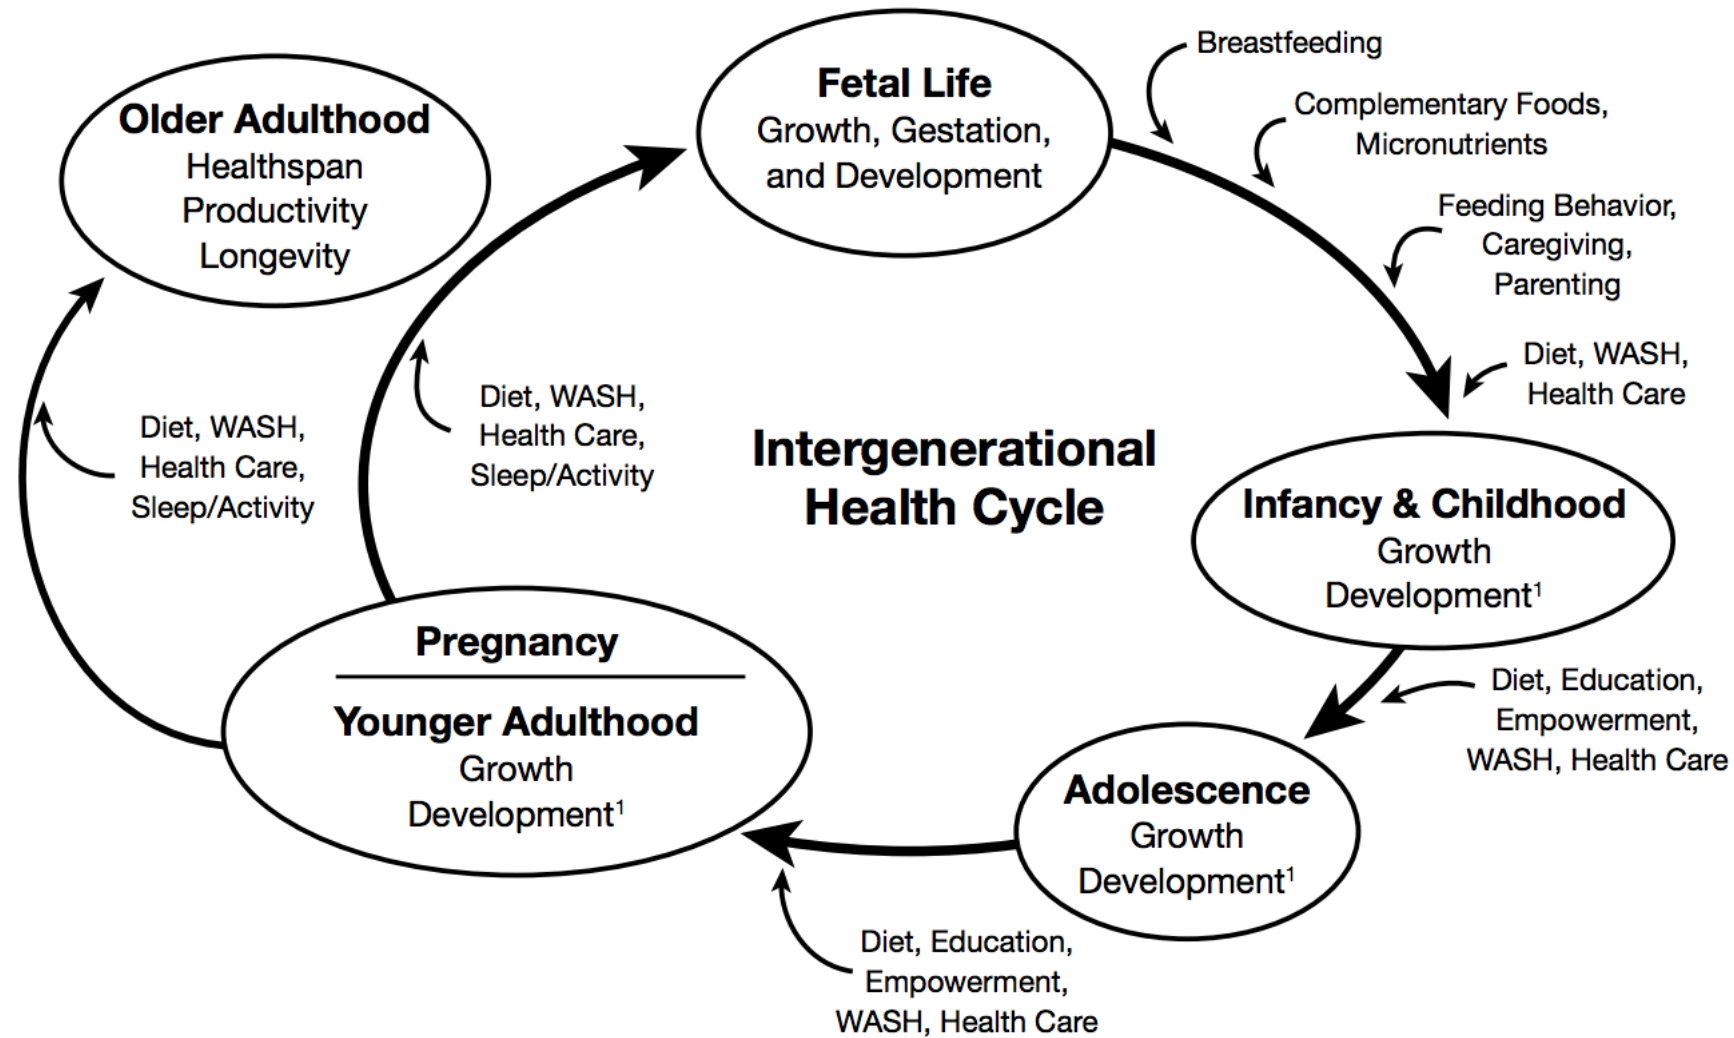 Fetal Life
Growth, Gestation,
and Development
Breastfeeding
Complementary Foods,
Micronutrients
Feeding Behavior,
Caregiving,
Parenting
Diet, WASH,
Health Care
Infancy & Childhood
Growth
Development¹
Diet, Education,
Empowerment,
WASH, Health Care
Adolescence
Growth
Development¹
Diet, Education,
Empowerment,
WASH, Health Care
Pregnancy
Younger Adulthood
Growth
Development¹
Diet, WASH,
Health Care,
Sleep/Activity
Diet, WASH,
Health Care,
Sleep/Activity
Older Adulthood
Healthspan
Productivity
Longevity
Intergenerational
Health Cycle